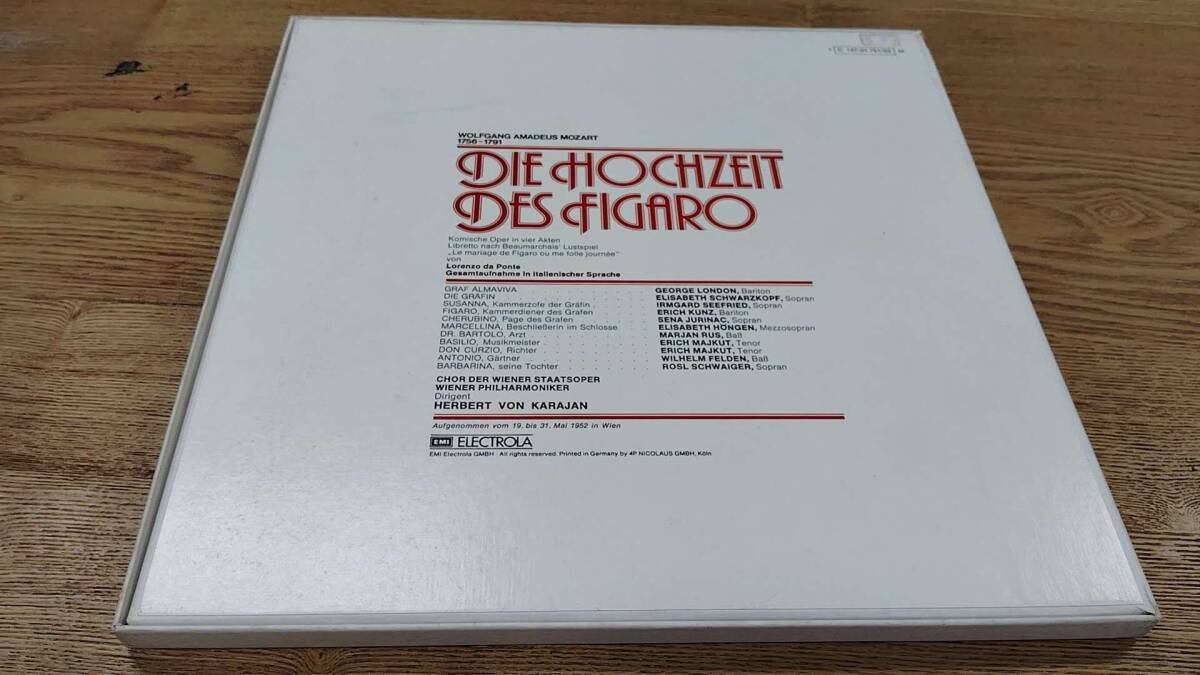 WOLFGANG AMADEUS MOZART
1756-1791
DIE HOCHZEIT
DES FIGARO
Komische Oper in vier Akten
Libretto nach Beaumarchais' Lustspiel
„Le mariage de Figaro ou me folle journée"
von
Lorenzo da Ponte
Gesamtaufnahme in italienischer Sprache
GRAF ALMAVIVA . . . . . . . . . . GEORGE LONDON, Bariton
DIE GRÄFIN . . . . . . . . . . ELISABETH SCHWARZKOPF, Sopran
SUSANNA, Kammerzofe der Gräfin . . . . . IRMGARD SEEFRIED, Sopran
FIGARO, Kammerdiener des Grafen . . . . . ERICH KUNZ, Bariton
CHERUBINO, Page des Grafen . . . . . . SENA JURINAC, Sopran
MARCELLINA, Beschließerin im Schlosse . . . ELISABETH HÖNGEN, Mezzosopran
DR. BARTOLO, Arzt . . . . . . . . . MARJAN RUS, Baß
BASILIO, Musikmeister . . . . . . . . ERICH MAJKUT, Tenor
DON CURZIO, Richter . . . . . . . . ERICH MAJKUT, Tenor
ANTONIO, Gärtner . . . . . . . . . WILHELM FELDEN, Baß
BARBARINA, seine Tochter . . . . . . . ROSL SCHWAIGER, Sopran
CHOR DER WIENER STAATSOPER
WIENER PHILHARMONIKER
Dirigent
HERBERT VON KARAJAN
Aufgenommen vom 19. bis 31. Mai 1952 in Wien
EMI ELECTROLA
EMI Electrola GMBH · All rights reserved. Printed in Germany by 4P NICOLAUS GMBH, Köln